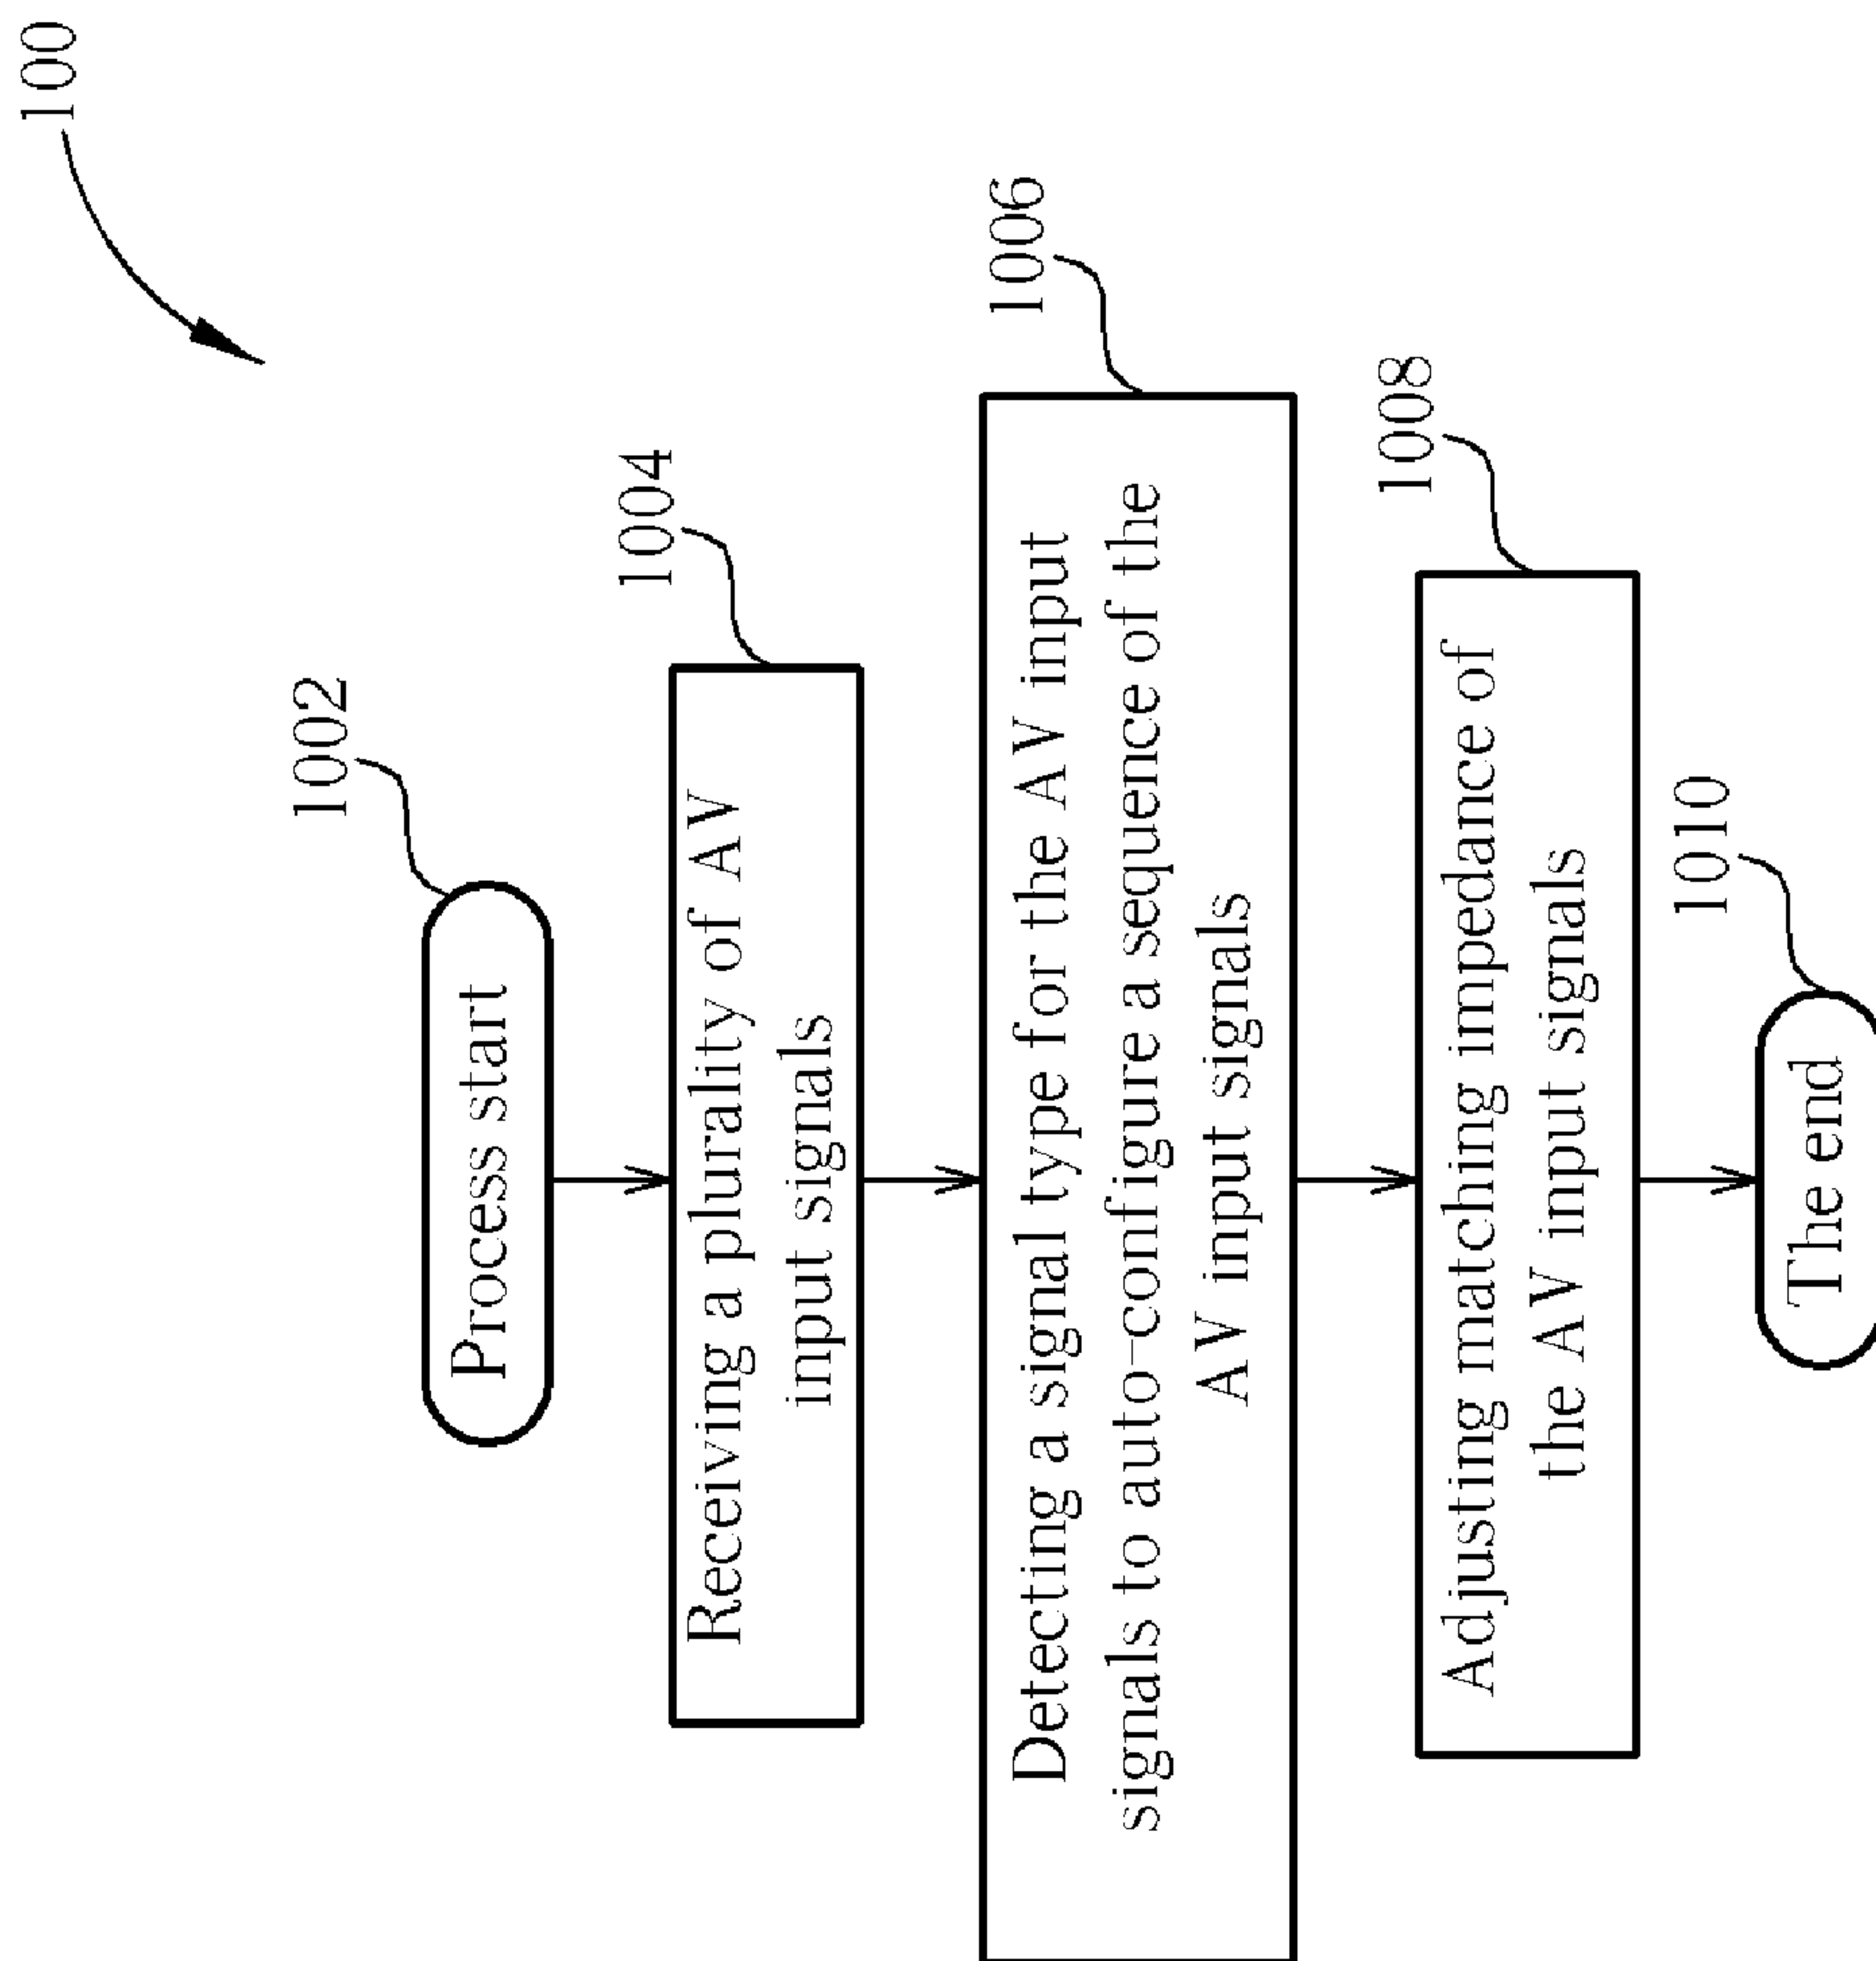 100
1002
Process start
1004
Receiving a plurality of AV
input signals
1006
Detecting a signal type for the AV input
signals to auto-configure a sequence of the
AV input signals
1008
Adjusting matching impedance of
the AV input signals
1010
The end